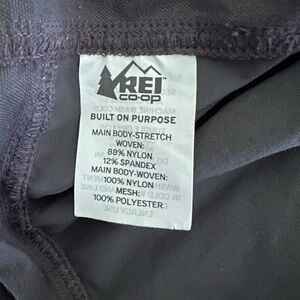 REI
CO·OP
BUILT ON PURPOSE
MAIN BODY-STRETCH
WOVEN:
88% NYLON
12% SPANDEX
MAIN BODY-WOVEN:
100% NYLON
MESH:
100% POLYESTER